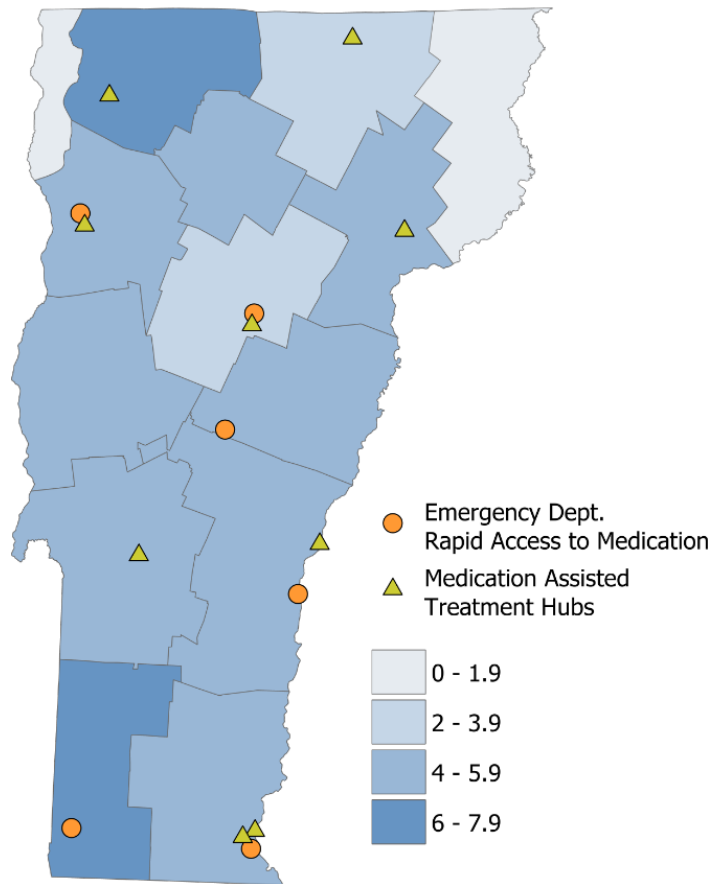 Emergency Dept.
Rapid Access to Medication
Medication Assisted
Treatment Hubs
0 - 1.9
2 - 3.9
4 - 5.9
6 - 7.9